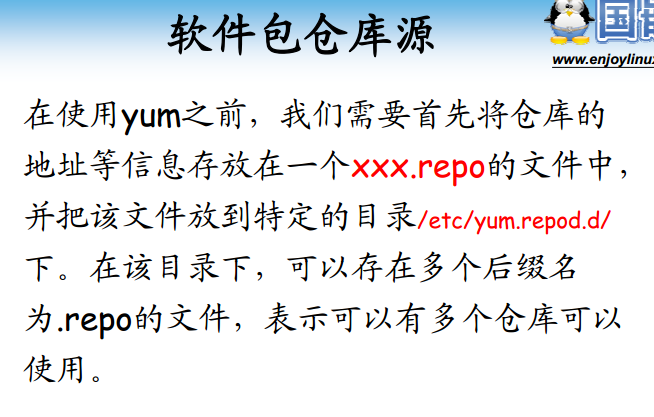 软件包仓库源
www.enjoylinux
在使用yum之前，我们需要首先将仓库的
地址等信息存放在一个xxx.repo的文件中，
并把该文件放到特定的目录/etc/yum.repod.d/
下。在该目录下，可以存在多个后缀名
为.repo的文件，表示可以有多个仓库可以
使用。